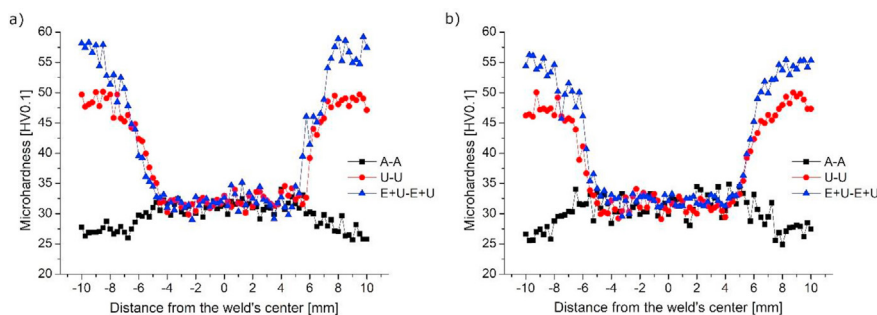 a)
60
55
50
45
40
35
30
25
20
Microhardness [HV0.1]
A-A
U-U
E+U-E+U
-10 -8 -6 -4 -2 0 2 4 6 8 10
Distance from the weld's center [mm]
b)
60
55
50
45
40
35
30
25
20
Microhardness [HV0.1]
A-A
U-U
E+U-E+U
-10 -8 -6 -4 -2 0 2 4 6 8 10
Distance from the weld's center [mm]